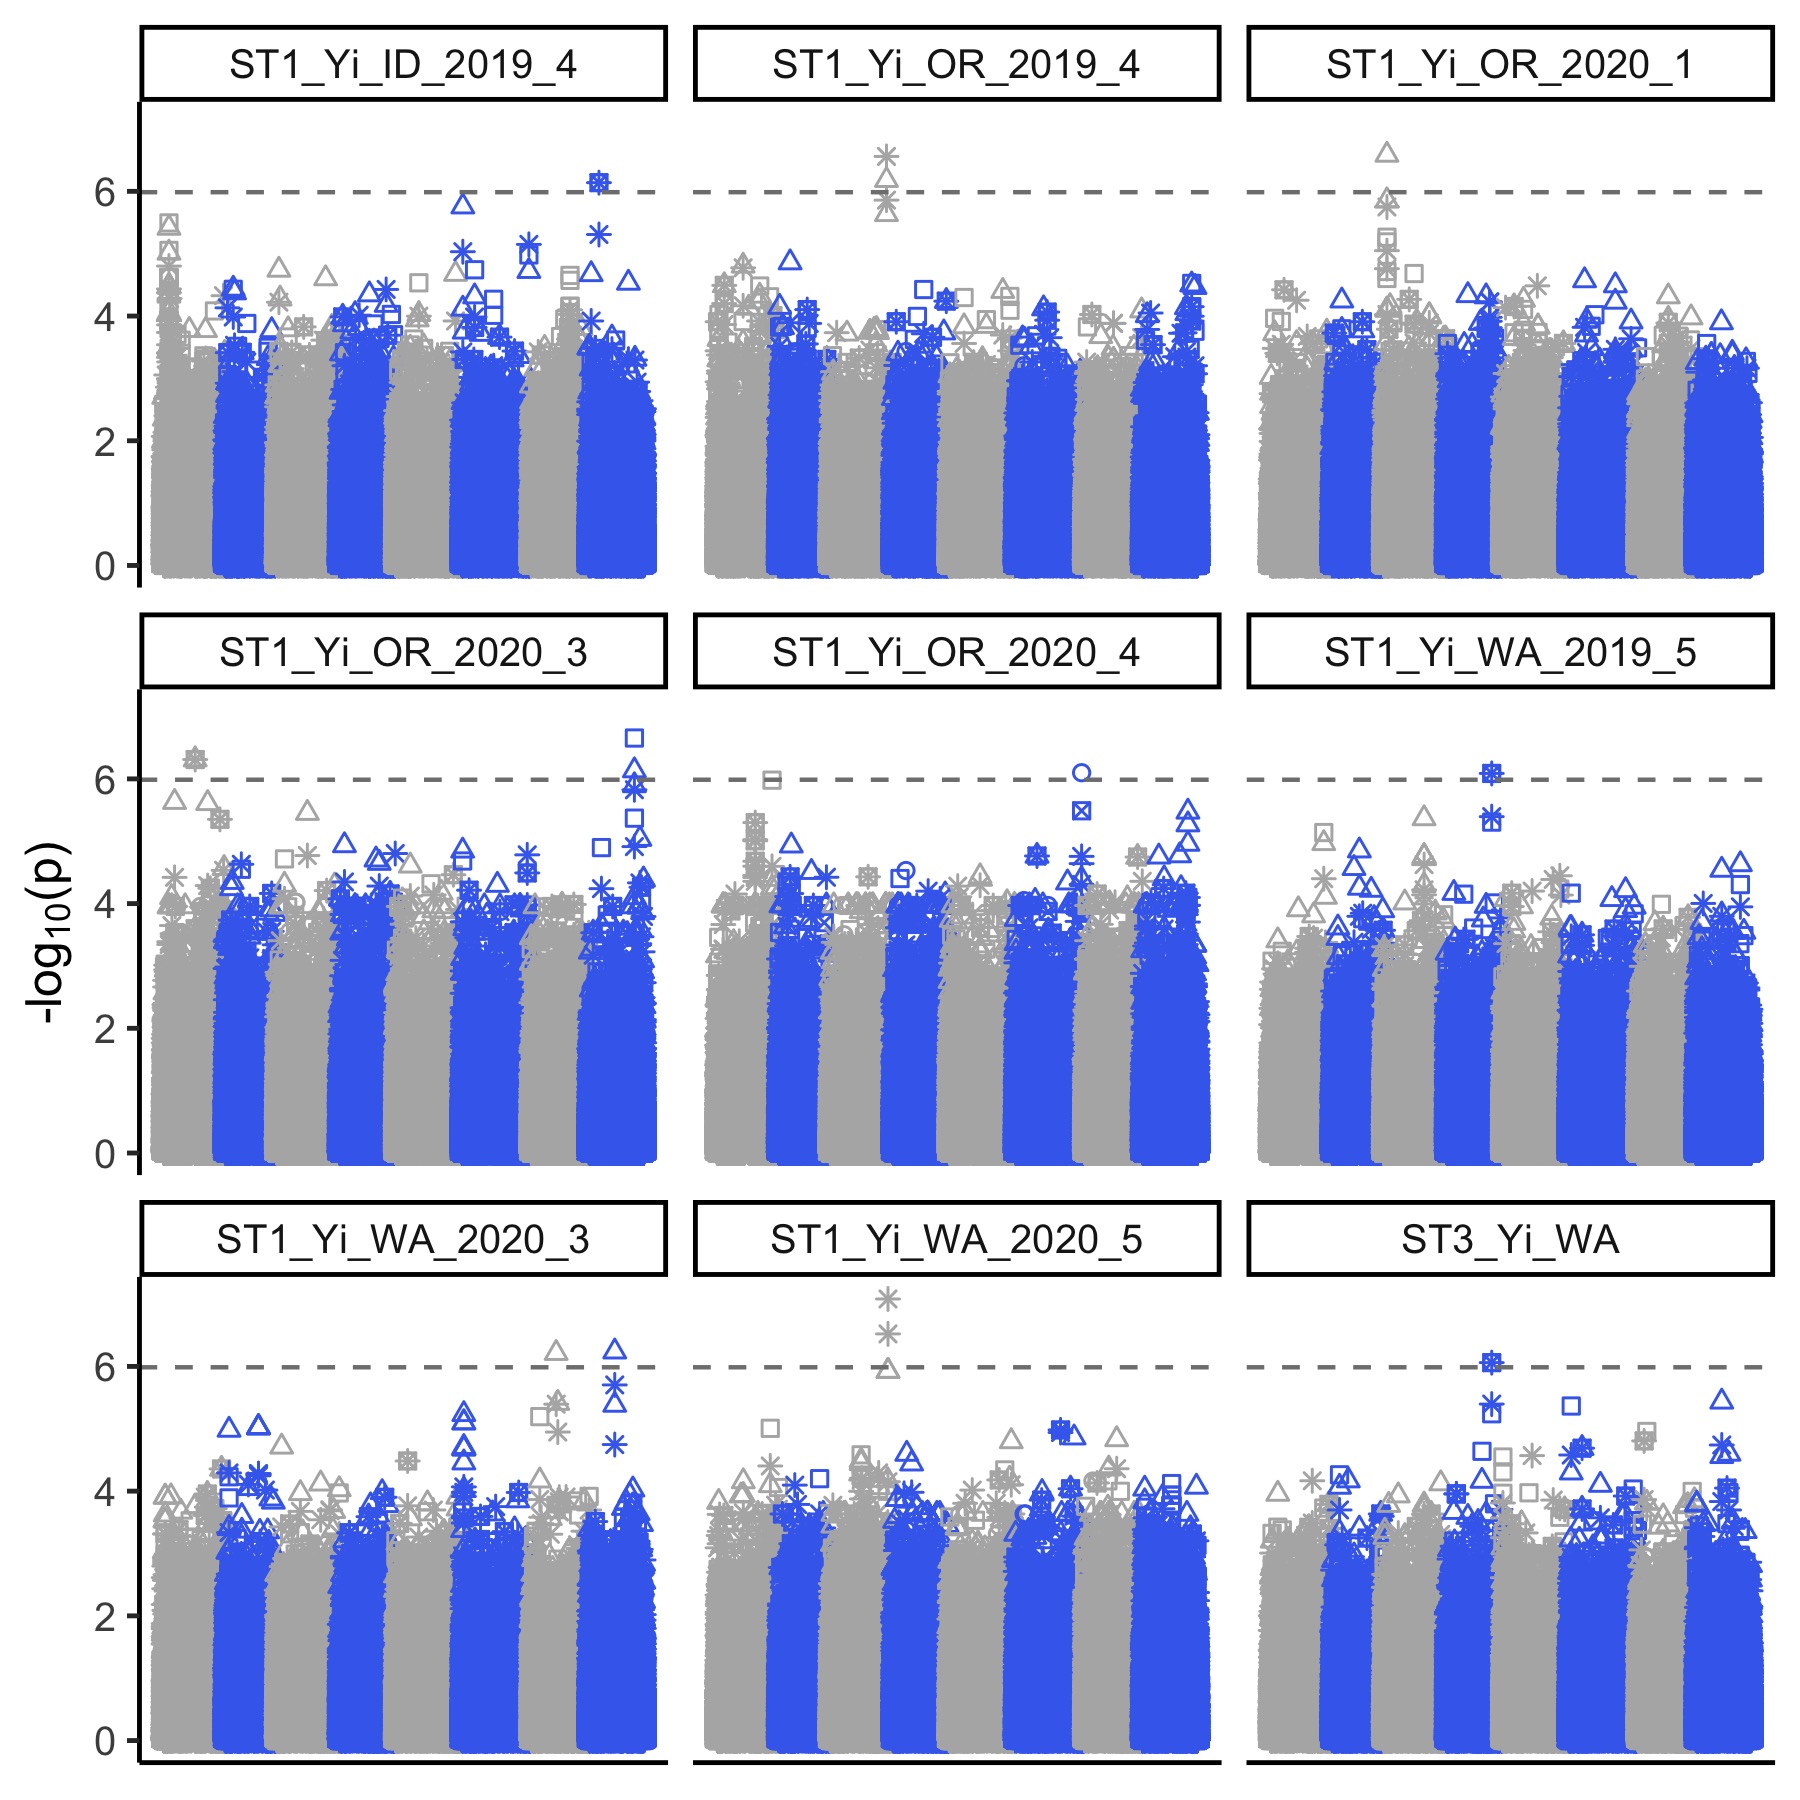 ST1_Yi_ID_2019_4
ST1_Yi_OR_2019_4
ST1_Yi_OR_2020_1
6
4
2
0
ST1_Yi_OR_2020_3
ST1_Yi_OR_2020_4
ST1_Yi_WA_2019_5
6
4
2
0
-log10(p)
ST1_Yi_WA_2020_3
ST1_Yi_WA_2020_5
ST3_Yi_WA
6
4
2
0